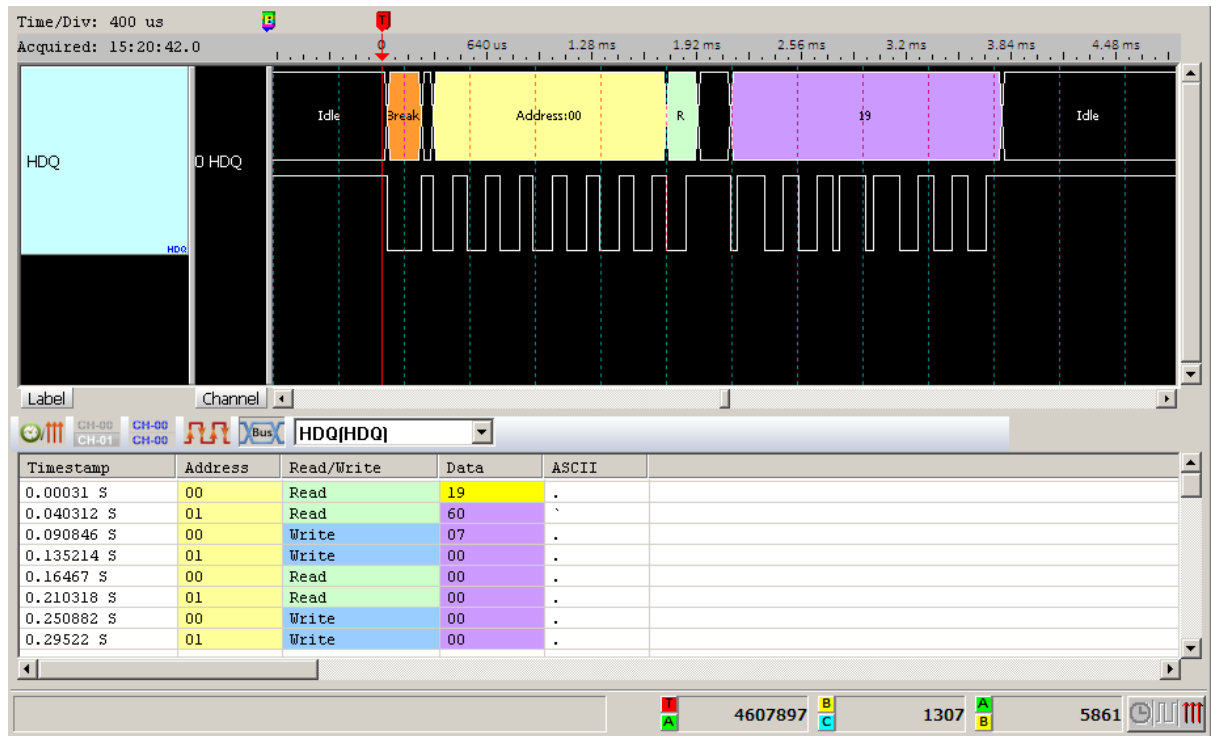 Time/Div: 400 us
B T
Acquired: 15:20:42.0 0 640 us 1.28 ms 1.92 ms 2.56 ms 3.2 ms 3.84 ms 4.48 ms
Idle Break Address:00 R 19 Idle
HDQ 0 HDQ
HDQ
Label Channel
CH-00 CH-01 CH-00 CH-00 Bus HDQ(HDQ)
Timestamp Address Read/Write Data ASCII
0.00031 S 00 Read 19 .
0.040312 S 01 Read 60 `
0.090846 S 00 Write 07 .
0.135214 S 01 Write 00 .
0.16467 S 00 Read 00 .
0.210318 S 01 Read 00 .
0.250882 S 00 Write 00 .
0.29522 S 01 Write 00 .
T A 4607897 B C 1307 A B 5861